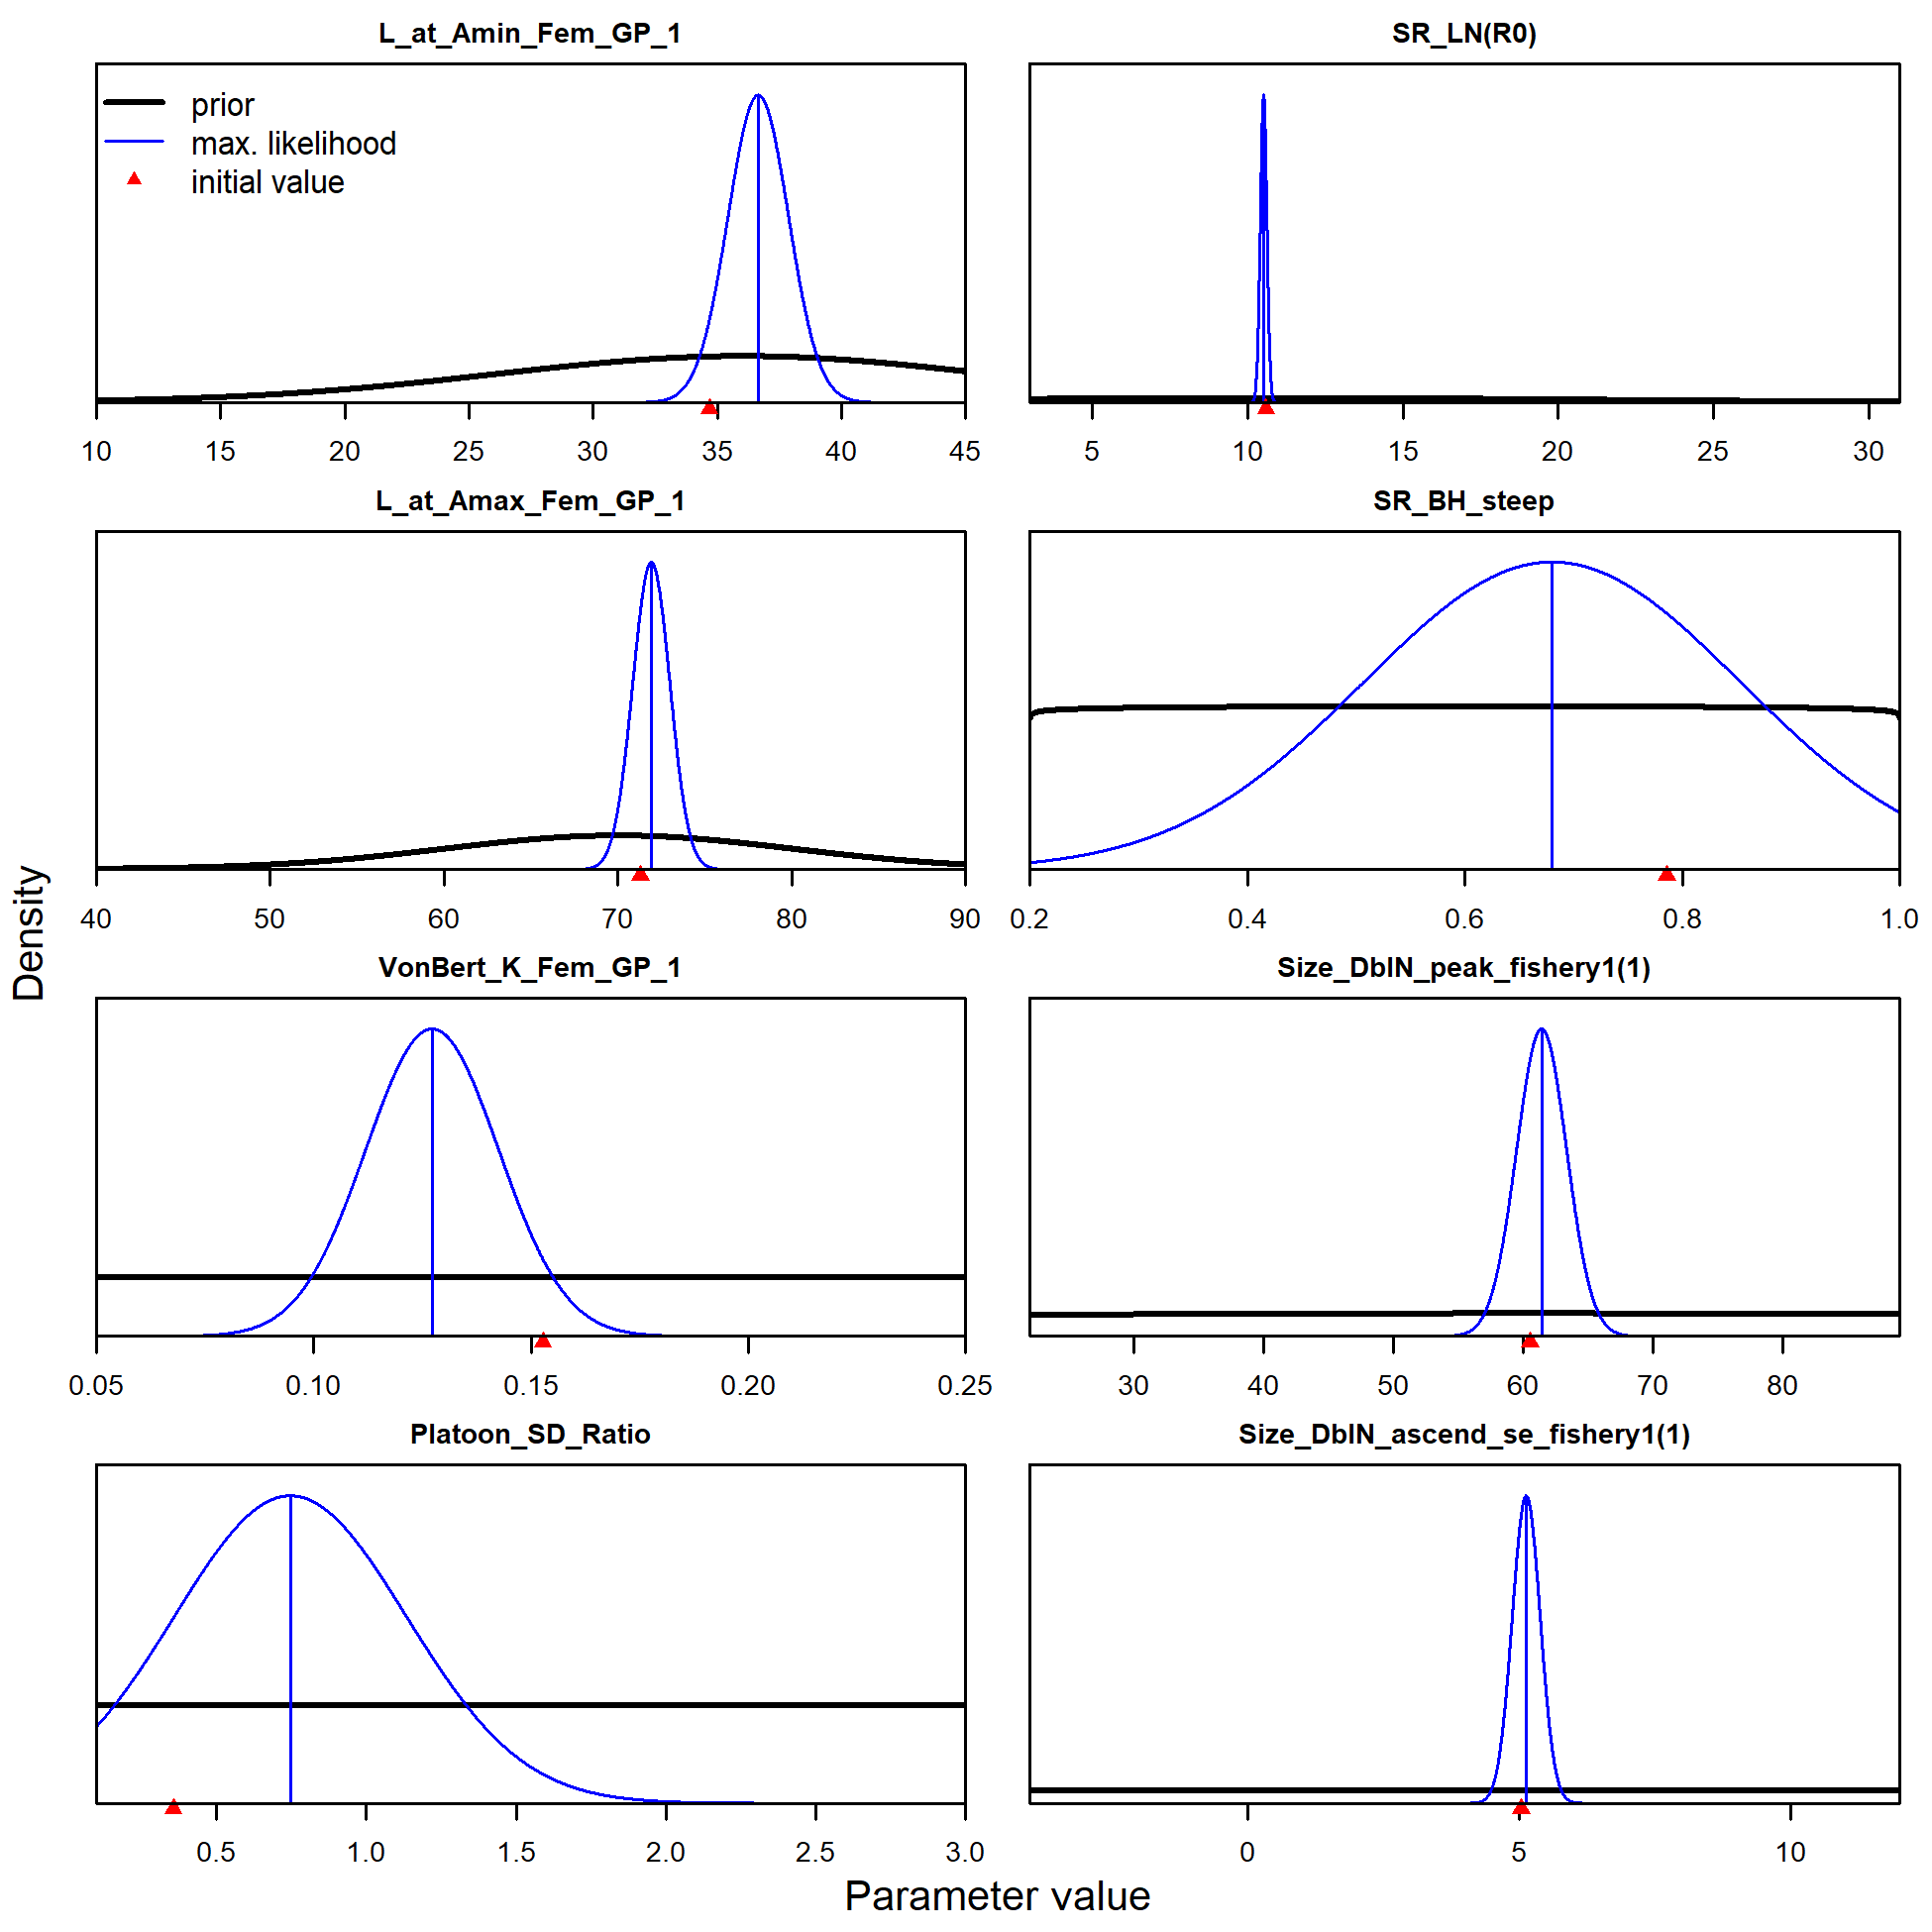 L_at_Amin_Fem_GP_1
prior
max. likelihood
initial value
10 15 20 25 30 35 40 45
SR_LN(R0)
5 10 15 20 25 30
L_at_Amax_Fem_GP_1
40 50 60 70 80 90
SR_BH_steep
0.2 0.4 0.6 0.8 1.0
VonBert_K_Fem_GP_1
0.05 0.10 0.15 0.20 0.25
Size_DblN_peak_fishery1(1)
30 40 50 60 70 80
Platoon_SD_Ratio
0.5 1.0 1.5 2.0 2.5 3.0
Size_DblN_ascend_se_fishery1(1)
0 5 10
Density
Parameter value